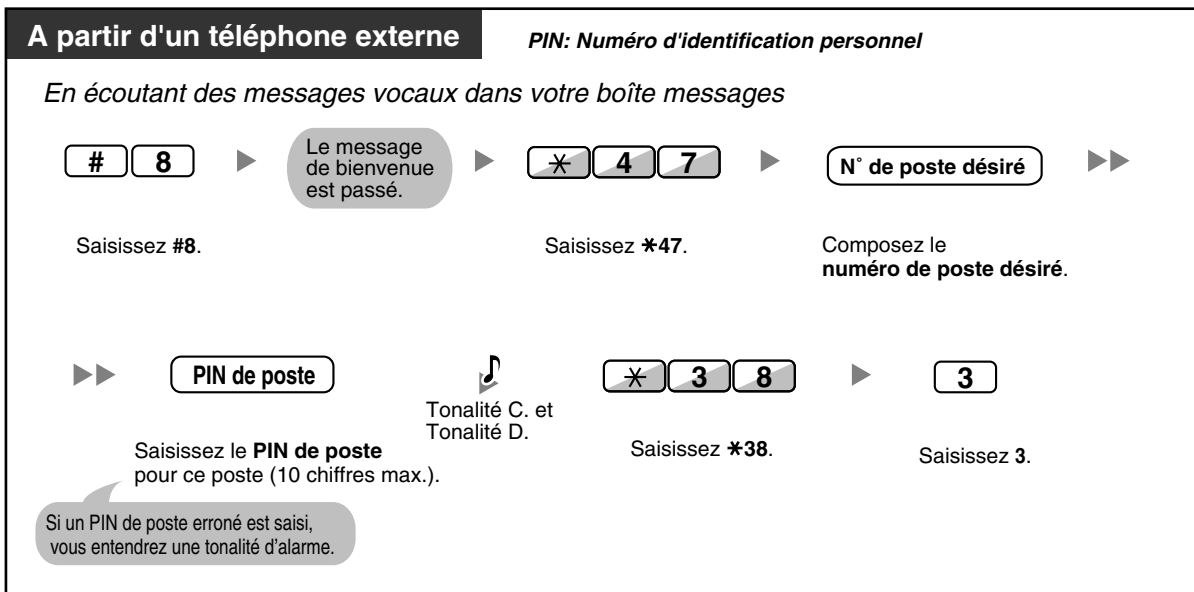 A partir d'un téléphone externe
PIN: Numéro d'identification personnel
En écoutant des messages vocaux dans votre boîte messages
# 8
Le message
de bienvenue
est passé.
* 4 7
N˚ de poste désiré
Saisissez #8.
Saisissez *47.
Composez le
numéro de poste désiré.
PIN de poste
Tonalité C. et
Tonalité D.
* 3 8
3
Saisissez le PIN de poste
pour ce poste (10 chiffres max.).
Saisissez *38.
Saisissez 3.
Si un PIN de poste erroné est saisi,
vous entendrez une tonalité d’alarme.